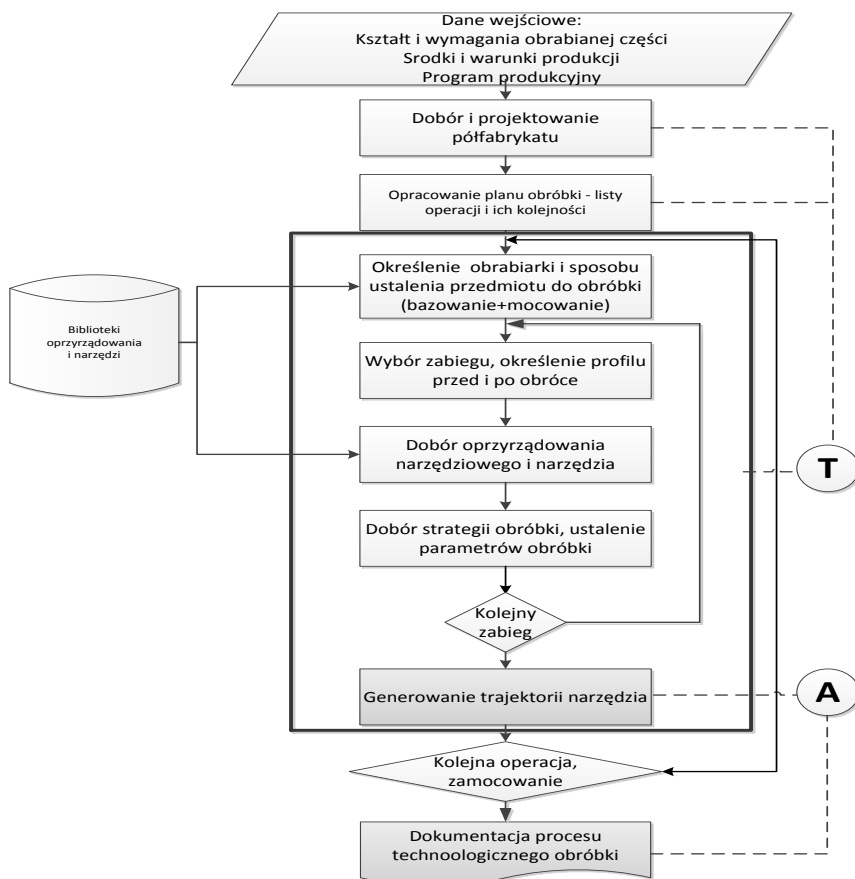 Dane wejściowe:
Kształt i wymagania obrabianej części
Srodki i warunki produkcji
Program produkcyjny
Dobór i projektowanie
półfabrykatu
Opracowanie planu obróbki - listy
operacji i ich kolejności
Określenie obrabiarki i sposobu
ustalenia przedmiotu do obróbki
(bazowanie+mocowanie)
Biblioteki
oprzyrządowania
i narzędzi
Wybór zabiegu, określenie profilu
przed i po obróce
Dobór oprzyrządowania
narzędziowego i narzędzia
T
Dobór strategii obróbki, ustalenie
parametrów obróbki
Kolejny
zabieg
Generowanie trajektorii narzędzia
A
Kolejna operacja,
zamocowanie
Dokumentacja procesu
technoologicznego obróbki